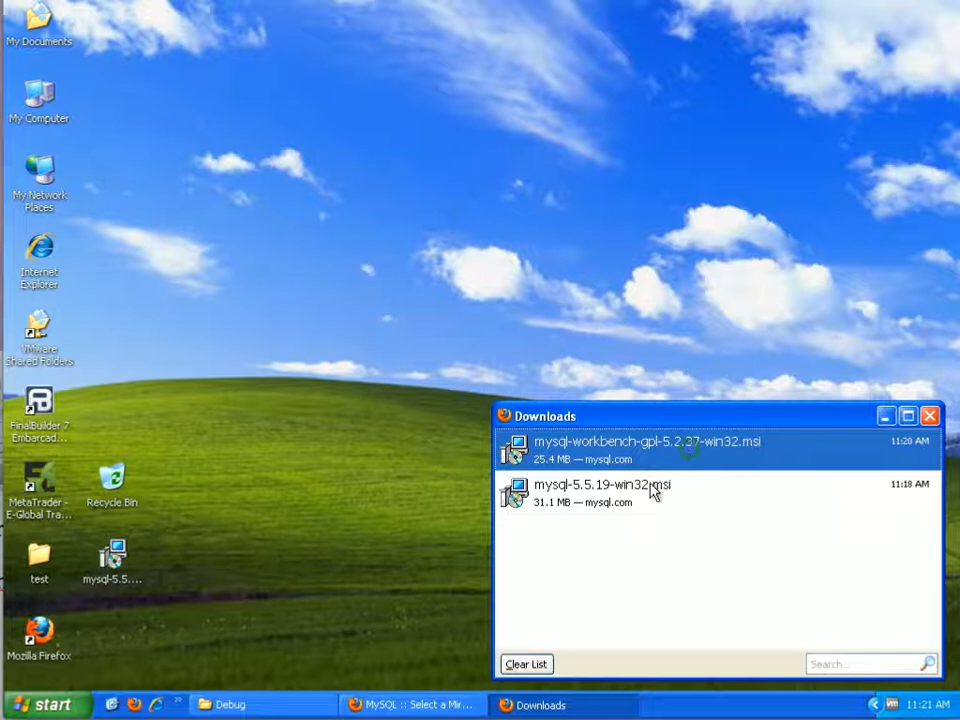 My Documents
My Computer
My Network
Places
Internet
Explorer
VMware
Shared Folders
FinalBuilder 7
Embarcad...
MetaTrader -
E-Global Tra...
Recycle Bin
test
mysql-5.5....
Mozilla Firefox
Downloads
mysql-workbench-gpl-5.2.37-win32.msi
11:20 AM
25.4 MB — mysql.com
mysql-5.5.19-win32.msi
11:18 AM
31.1 MB — mysql.com
Clear List
Search...
start
Debug
MySQL :: Select a Mir...
Downloads
11:21 AM